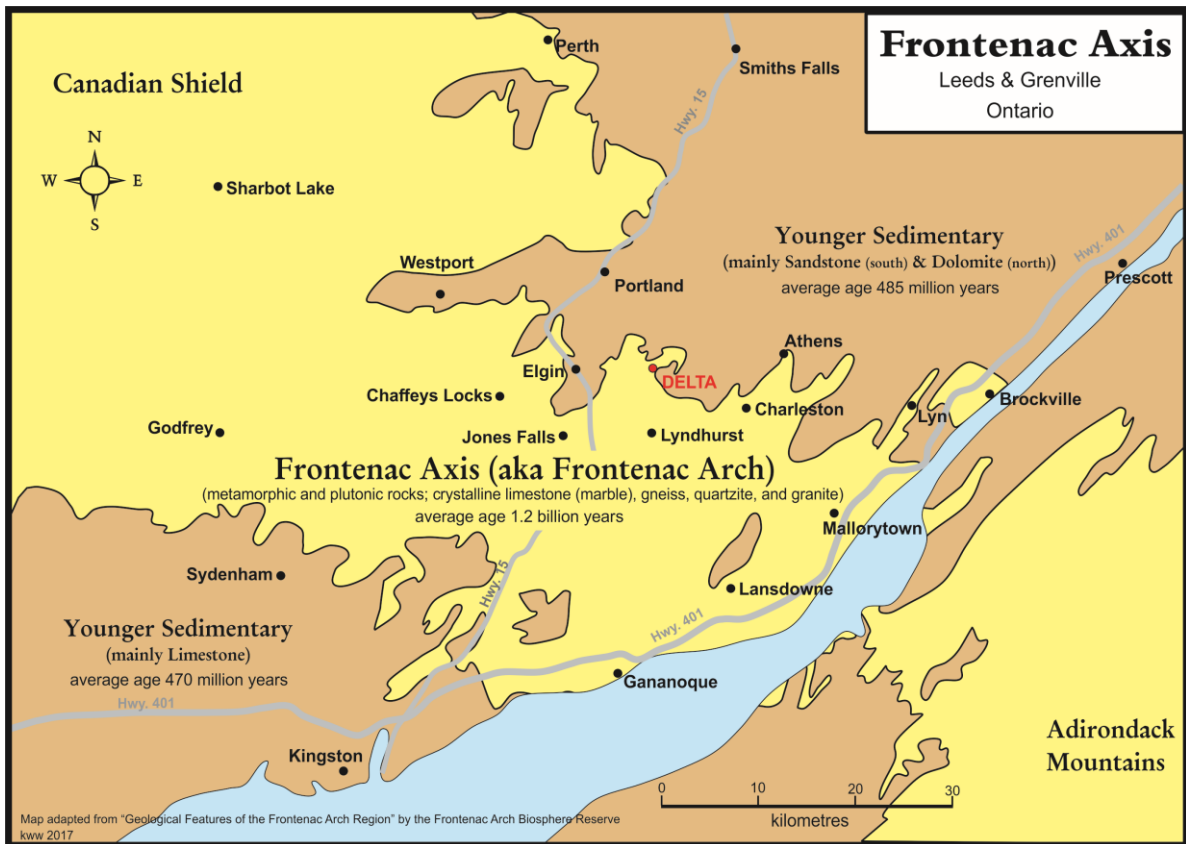 Frontenac Axis
Leeds & Grenville
Ontario
Canadian Shield
Perth
Smiths Falls
Hwy. 15
N
W E
S
Sharbot Lake
Younger Sedimentary
(mainly Sandstone (south) & Dolomite (north))
average age 485 million years
Hwy. 401
Westport
Portland
Prescott
Athens
Elgin
DELTA
Chaffeys Locks
Charleston
Lyn
Brockville
Godfrey
Jones Falls
Lyndhurst
Frontenac Axis (aka Frontenac Arch)
(metamorphic and plutonic rocks; crystalline limestone (marble), gneiss, quartzite, and granite)
average age 1.2 billion years
Mallorytown
Sydenham
Hwy. 15
Lansdowne
Younger Sedimentary
(mainly Limestone)
average age 470 million years
Hwy. 401
Hwy. 401
Gananoque
Kingston
Adirondack
Mountains
0 10 20 30
kilometres
Map adapted from “Geological Features of the Frontenac Arch Region” by the Frontenac Arch Biosphere Reserve
kww 2017